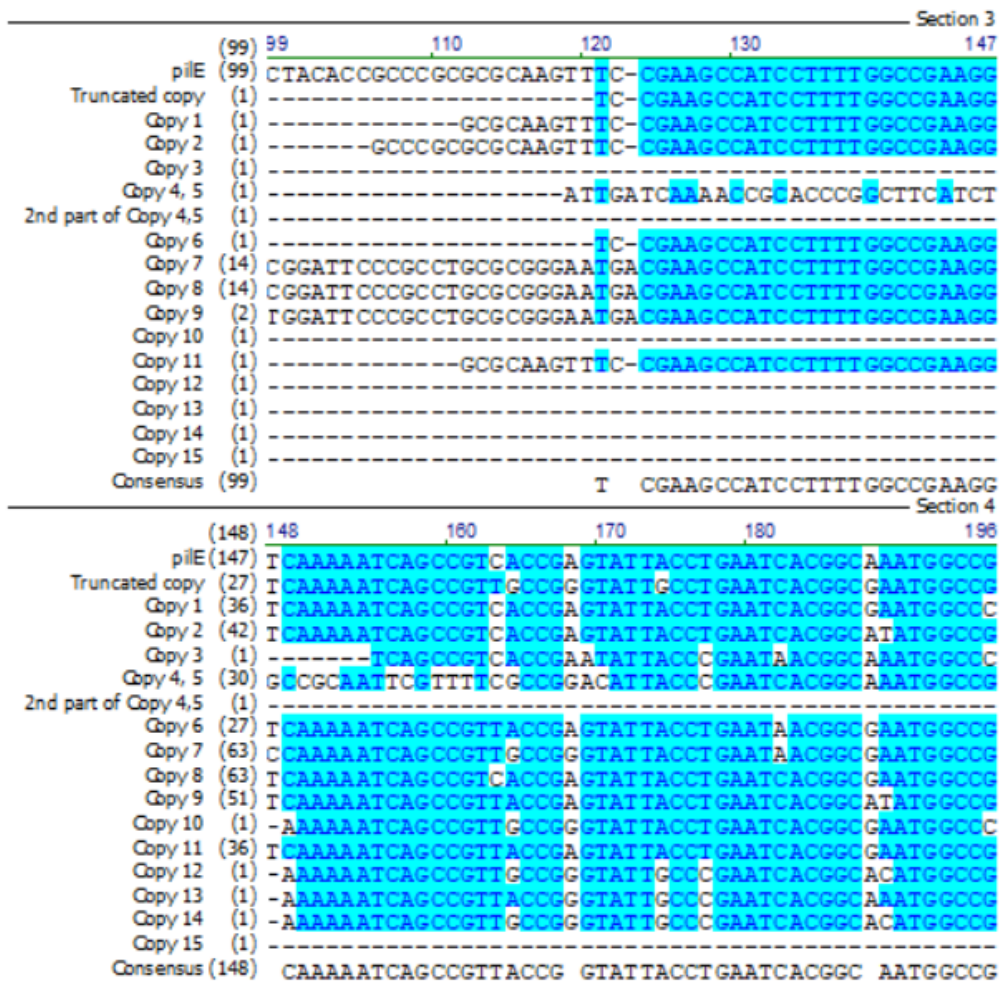 Section 3
(99) 99 110 120 130 147
pilE (99) CTACACCGCCCGCGCGCAAGTTTC-CGAAGCCATCCTTTTGGCCGAAGG
Truncated copy (1) ----------------------TC-CGAAGCCATCCTTTTGGCCGAAGG
Copy 1 (1) -------------GCGCAAGTTTC-CGAAGCCATCCTTTTGGCCGAAGG
Copy 2 (1) -------GCCCGCGCGCAAGTTTC-CGAAGCCATCCTTTTGGCCGAAGG
Copy 3 (1) -------------------------------------------------
Copy 4, 5 (1) --------------------ATTGATCAAAACCGCACCCGGCTTCATCT
2nd part of Copy 4,5 (1) -------------------------------------------------
Copy 6 (1) ----------------------TC-CGAAGCCATCCTTTTGGCCGAAGG
Copy 7 (14) CGGATTCCCGCCTGCGCGGGAATGACGAAGCCATCCTTTTGGCCGAAGG
Copy 8 (14) CGGATTCCCGCCTGCGCGGGAATGACGAAGCCATCCTTTTGGCCGAAGG
Copy 9 (2) TGGATTCCCGCCTGCGCGGGAATGACGAAGCCATCCTTTTGGCCGAAGG
Copy 10 (1) -------------------------------------------------
Copy 11 (1) -------------GCGCAAGTTTC-CGAAGCCATCCTTTTGGCCGAAGG
Copy 12 (1) -------------------------------------------------
Copy 13 (1) -------------------------------------------------
Copy 14 (1) -------------------------------------------------
Copy 15 (1) -------------------------------------------------
Consensus (99) T CGAAGCCATCCTTTTGGCCGAAGG
Section 4
(148) 148 160 170 180 196
pilE (147) TCAAAAATCAGCCGTCACCGAGTATTACCTGAATCACGGCAAATGGCCG
Truncated copy (27) TCAAAAATCAGCCGTTGCCGGGTATTGCCTGAATCACGGCGAATGGCCG
Copy 1 (36) TCAAAAATCAGCCGTCACCGAGTATTACCTGAATCACGGCGAATGGCCC
Copy 2 (42) TCAAAAATCAGCCGTCACCGAGTATTACCTGAATCACGGCATATGGCCG
Copy 3 (1) -------TCAGCCGTCACCGAATATTACCCGAATAACGGCAAATGGCCC
Copy 4, 5 (30) GCCGCAATTCGTTTTCGCCGGACATTACCCGAATCACGGCAAATGGCCG
2nd part of Copy 4,5 (1) -------------------------------------------------
Copy 6 (27) TCAAAAATCAGCCGTTACCGAGTATTACCTGAATAACGGCGAATGGCCG
Copy 7 (63) CCAAAAATCAGCCGTTGCCGGGTATTACCTGAATAACGGCGAATGGCCG
Copy 8 (63) TCAAAAATCAGCCGTCACCGAGTATTACCTGAATCACGGCGAATGGCCG
Copy 9 (51) TCAAAAATCAGCCGTTACCGAGTATTACCTGAATCACGGCATATGGCCG
Copy 10 (1) -AAAAAATCAGCCGTTGCCGGGTATTACCTGAATCACGGCGAATGGCCC
Copy 11 (36) TCAAAAATCAGCCGTTACCGAGTATTACCTGAATCACGGCGAATGGCCG
Copy 12 (1) -AAAAAATCAGCCGTTGCCGGGTATTGCCCGAATCACGGCACATGGCCG
Copy 13 (1) -AAAAAATCAGCCGTTACCGGGTATTGCCCGAATCACGGCAAATGGCCG
Copy 14 (1) -AAAAAATCAGCCGTTGCCGGGTATTGCCCGAATCACGGCACATGGCCG
Copy 15 (1) -------------------------------------------------
Consensus (148) CAAAAATCAGCCGTTACCG GTATTACCTGAATCACGGC AATGGCCG